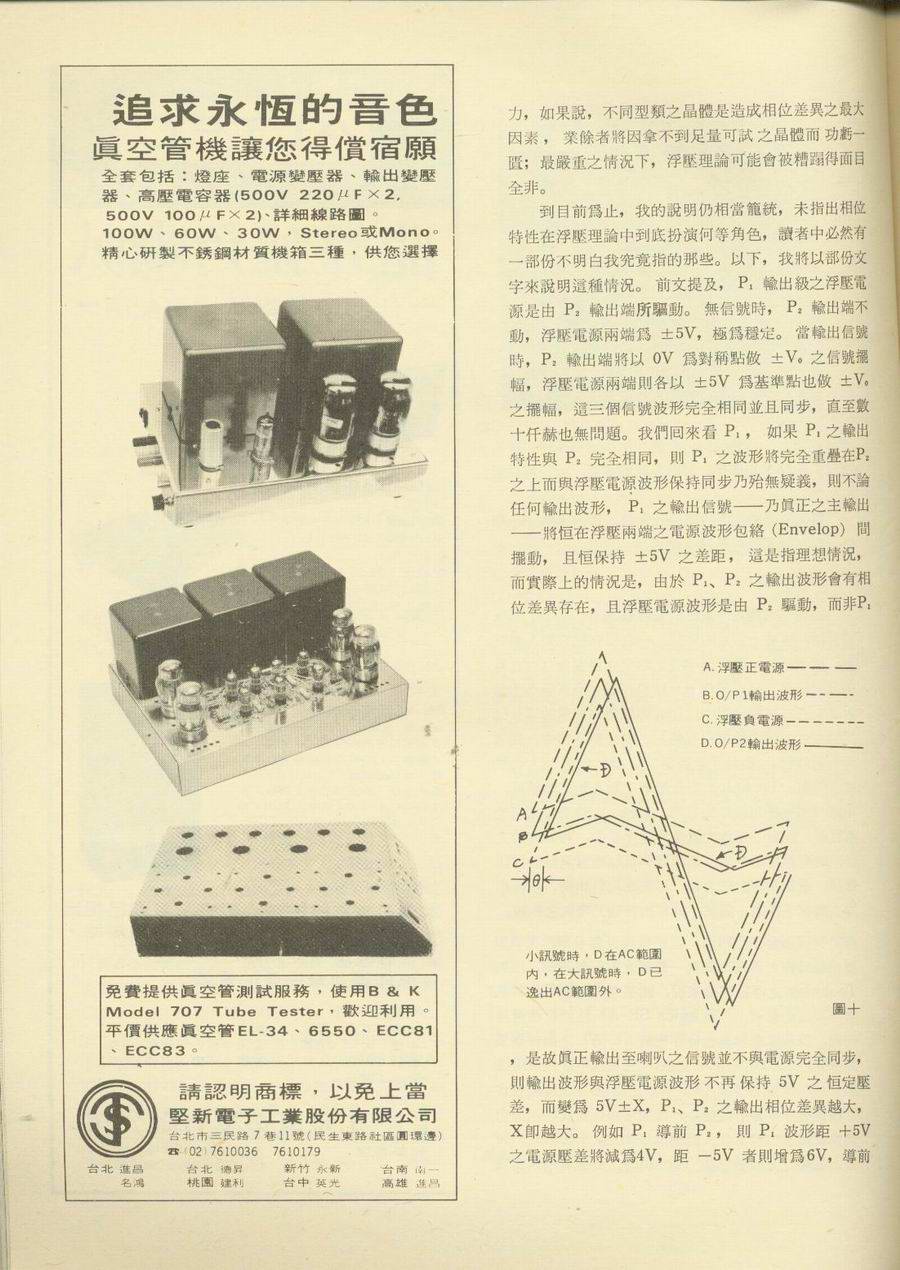 追求永恆的音色
眞空管機讓您得償宿願
全套包括：燈座、電源變壓器、輸出變壓
器、高壓電容器(500V 220μF×2,
500V 100μF×2)、詳細線路圖。
100W、60W、30W，Stereo或Mono。
精心研製不銹鋼材質機箱三種，供您選擇
免費提供眞空管測試服務，使用B & K
Model 707 Tube Tester，歡迎利用。
平價供應眞空管EL-34、6550、ECC81
、ECC83。
請認明商標，以免上當
堅新電子工業股份有限公司
台北市三民路7巷11號(民生東路社區圓環邊)
☎(02)7610036 7610179
台北 進昌 台北 德昇 新竹 永新 台南 南一
名鴻 桃園 建利 台中 英光 高雄 進昌
力，如果說，不同型類之晶體是造成相位差異之最大
因素，業餘者將因拿不到足量可試之晶體而功虧一
匱；最嚴重之情況下，浮壓理論可能會被糟蹋得面目
全非。
到目前爲止，我的說明仍相當籠統，未指出相位
特性在浮壓理論中到底扮演何等角色，讀者中必然有
一部份不明白我究竟指的那些。以下，我將以部份文
字來說明這種情況。前文提及，P₁ 輸出級之浮壓電
源是由 P₂ 輸出端所驅動。無信號時，P₂ 輸出端不
動，浮壓電源兩端爲 ±5V，極爲穩定。當輸出信號
時，P₂ 輸出端將以 0V 爲對稱點做 ±V₀ 之信號擺
幅，浮壓電源兩端則各以 ±5V 爲基準點也做 ±V₀
之擺幅，這三個信號波形完全相同並且同步，直至數
十仟赫也無問題。我們回來看 P₁，如果 P₁ 之輸出
特性與 P₂ 完全相同，則 P₁ 之波形將完全重疊在P₂
之上而與浮壓電源波形保持同步乃殆無疑義，則不論
任何輸出波形，P₁ 之輸出信號——乃眞正之主輸出
——將恒在浮壓兩端之電源波形包絡（Envelop）間
擺動，且恒保持 ±5V 之差距，這是指理想情況，
而實際上的情況是，由於 P₁、P₂ 之輸出波形會有相
位差異存在，且浮壓電源波形是由 P₂ 驅動，而非P₁
A.浮壓正電源
B.O/P1輸出波形
C.浮壓負電源
D.O/P2輸出波形
D
A
B
C
D
θ
小訊號時，D在AC範圍
內，在大訊號時，D已
逸出AC範圍外。
圖十
，是故眞正輸出至喇叭之信號並不與電源完全同步，
則輸出波形與浮壓電源波形不再保持 5V 之恒定壓
差，而變爲 5V±X，P₁、P₂ 之輸出相位差異越大，
X卽越大。例如 P₁ 導前 P₂，則 P₁ 波形距 +5V
之電源壓差將減爲4V，距 −5V 者則增爲6V，導前